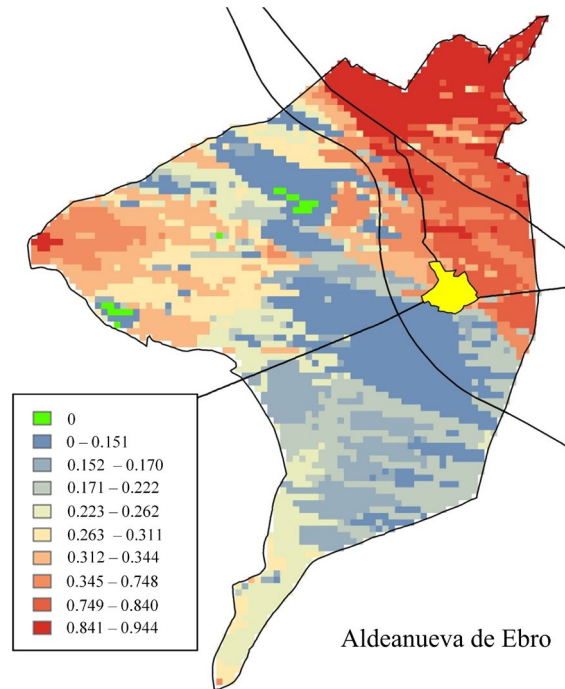 0
0 – 0.151
0.152 – 0.170
0.171 – 0.222
0.223 – 0.262
0.263 – 0.311
0.312 – 0.344
0.345 – 0.748
0.749 – 0.840
0.841 – 0.944
Aldeanueva de Ebro